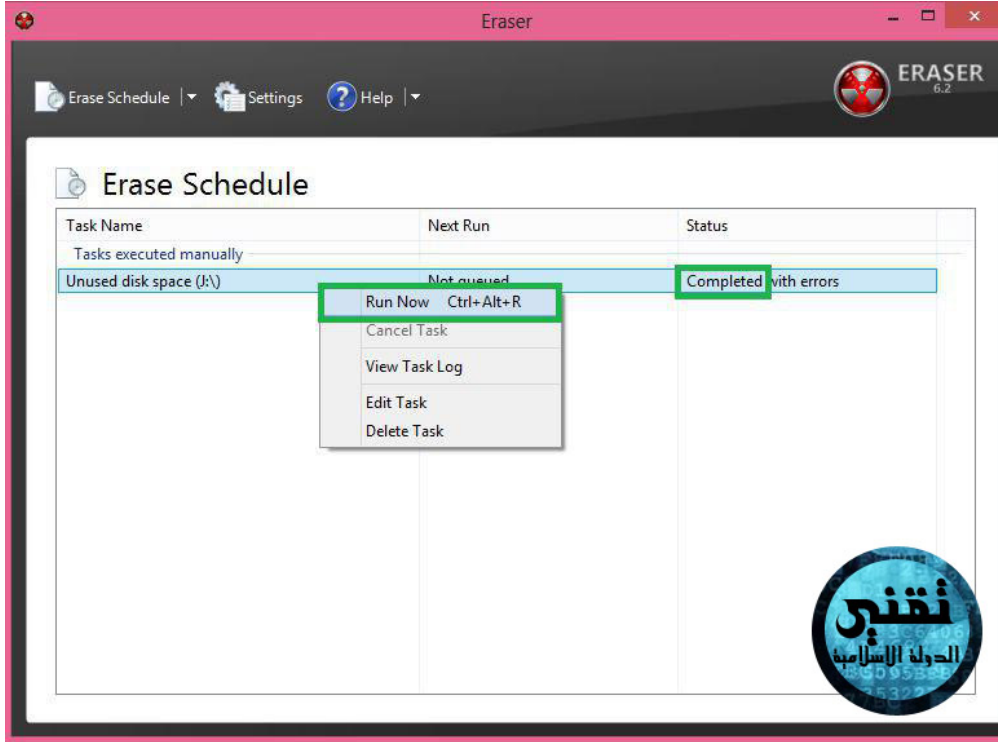 Eraser
Erase Schedule Settings Help
ERASER
6.2
Erase Schedule
Task Name Next Run Status
Tasks executed manually
Unused disk space (J:\) Not queued Completed with errors
Run Now Ctrl+Alt+R
Cancel Task
View Task Log
Edit Task
Delete Task
تقني
الدولة الإسلامية